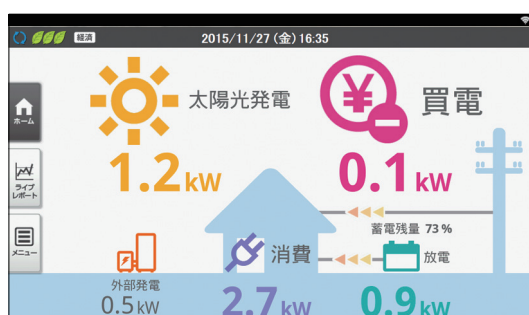 経済 2015/11/27(金)16:35
太陽光発電
1.2kW
買電
0.1kW
ホーム
ライブ
レポート
メニュー
蓄電残量 73%
消費
2.7kW
放電
0.9kW
外部発電
0.5kW